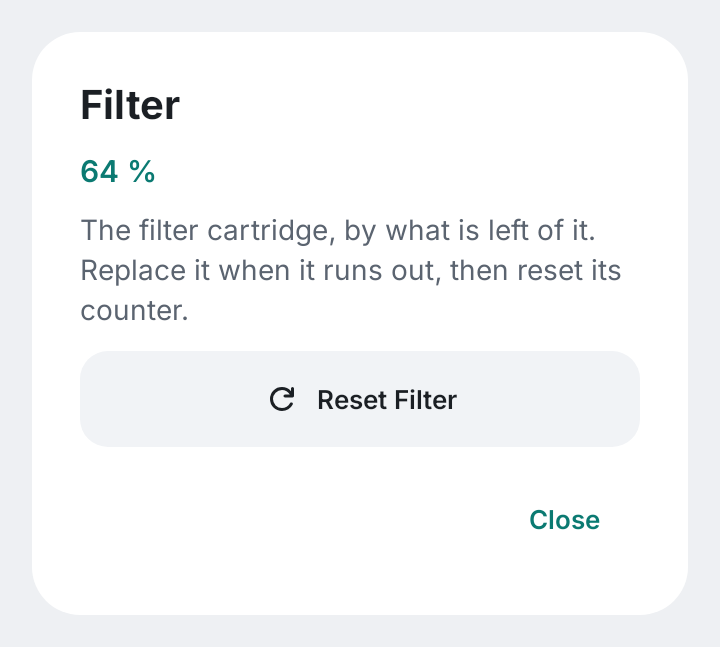 Filter
64 %
The filter cartridge, by what is left of it.
Replace it when it runs out, then reset its
counter.
Reset Filter
Close